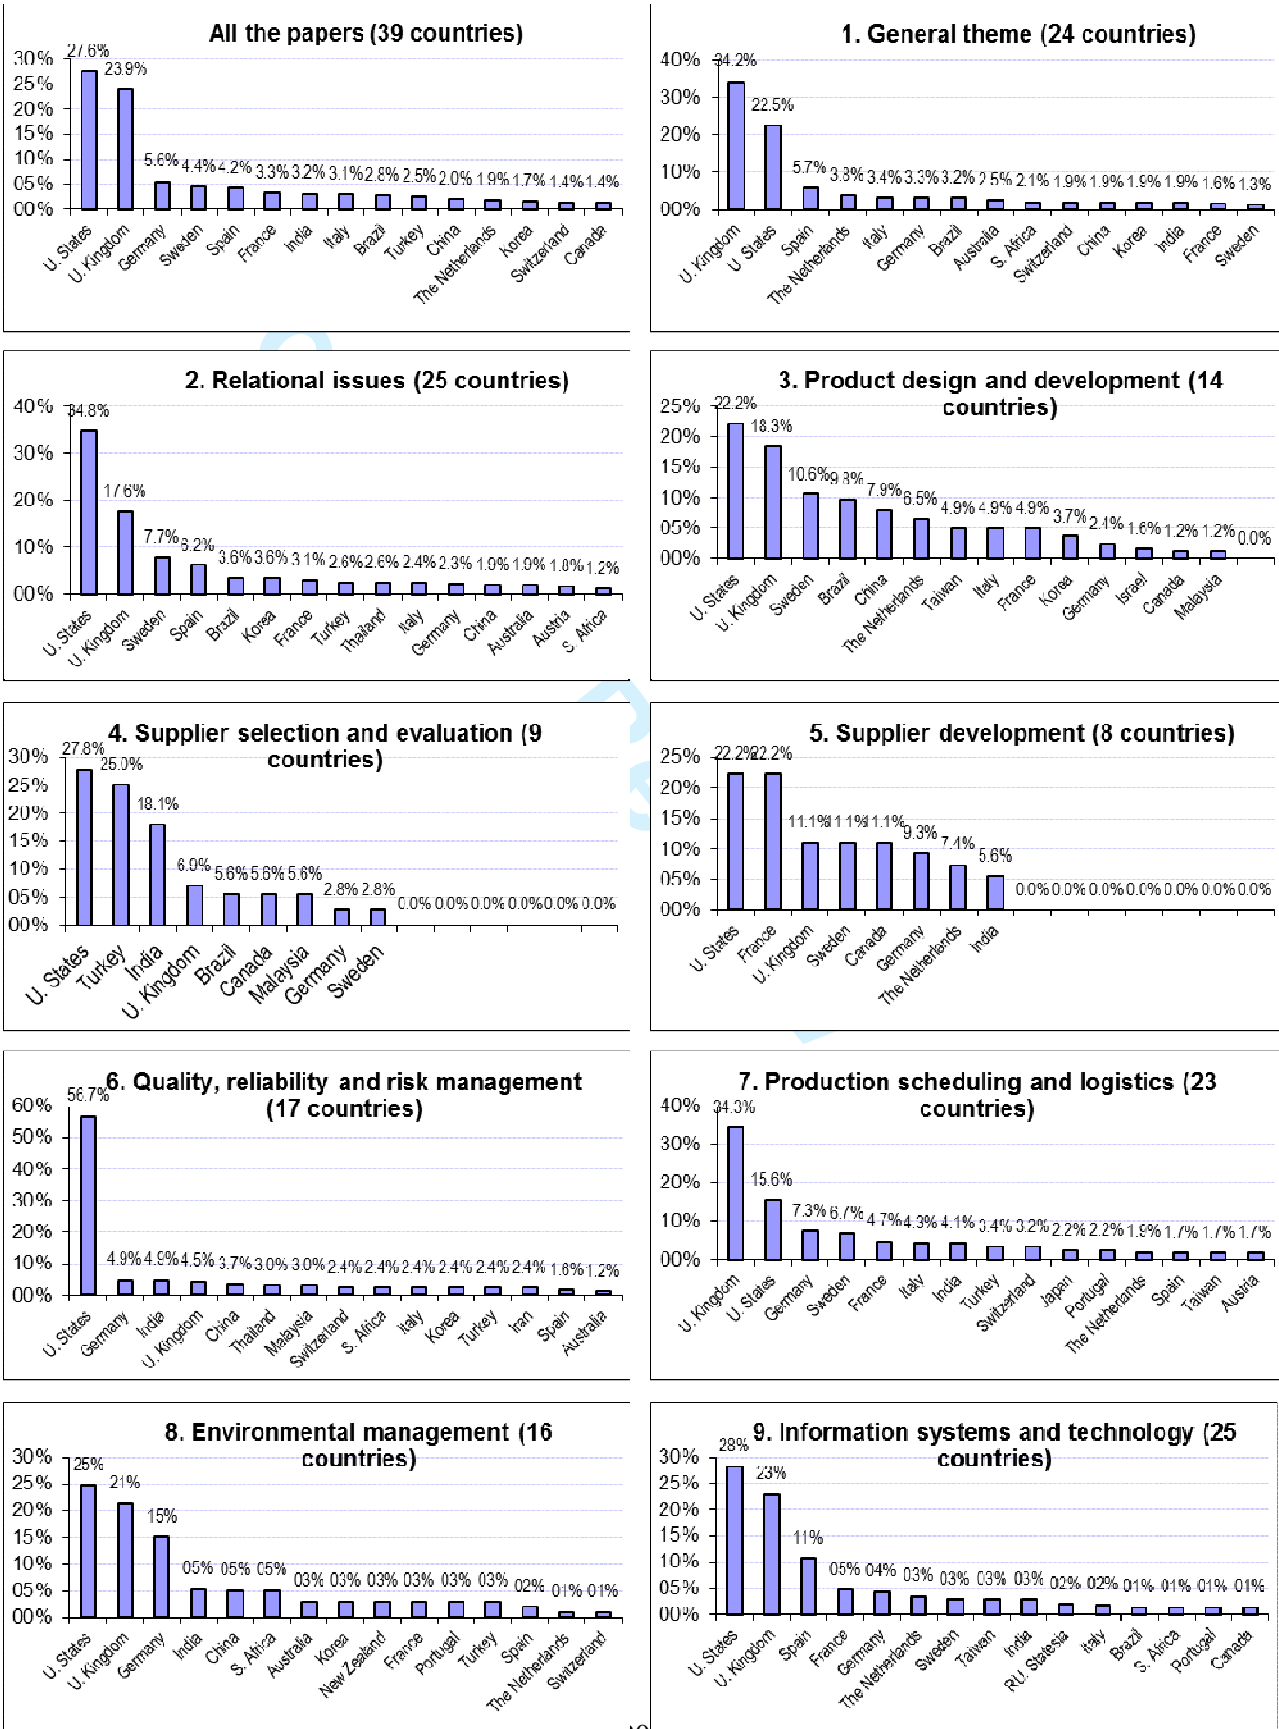 All the papers (39 countries)
27.6%
23.9%
5.6% 4.4% 4.2% 3.3% 3.2% 3.1% 2.8% 2.5% 2.0% 1.9% 1.7% 1.4% 1.4%
30%
25%
20%
15%
10%
05%
00%
U. States U. Kingdom Germany Sweden Spain France India Italy Brazil Turkey China The Netherlands Korea Switzerland Canada
1. General theme (24 countries)
34.2%
22.5%
5.7% 3.8% 3.4% 3.3% 3.2% 2.5% 2.1% 1.9% 1.9% 1.9% 1.9% 1.6% 1.3%
40%
30%
20%
10%
00%
U. Kingdom U. States Spain The Netherlands Italy Germany Brazil Australia S. Africa Switzerland China Korea India France Sweden
2. Relational issues (25 countries)
34.8%
17.6%
7.7% 6.2% 3.6% 3.6% 3.1% 2.6% 2.6% 2.4% 2.3% 1.9% 1.9% 1.8% 1.2%
40%
30%
20%
10%
00%
U. States U. Kingdom Sweden Spain Brazil Korea France Turkey Thailand Italy Germany China Australia Austria S. Africa
3. Product design and development (14
countries)
22.2%
18.3%
10.6% 9.8% 7.9% 6.5% 4.9% 4.9% 4.9% 3.7% 2.4% 1.6% 1.2% 1.2% 0.0%
25%
20%
15%
10%
05%
00%
U. States U. Kingdom Sweden Brazil China The Netherlands Taiwan Italy France Korea Germany Israel Canada Malaysia
4. Supplier selection and evaluation (9
countries)
27.8%
25.0%
18.1%
6.9% 5.6% 5.6% 5.6% 2.8% 2.8% 0.0% 0.0% 0.0% 0.0% 0.0% 0.0%
30%
25%
20%
15%
10%
05%
00%
U. States Turkey India U. Kingdom Brazil Canada Malaysia Germany Sweden
5. Supplier development (8 countries)
22.2% 22.2%
11.1% 11.1% 11.1% 9.3% 7.4% 5.6% 0.0% 0.0% 0.0% 0.0% 0.0% 0.0% 0.0%
25%
20%
15%
10%
05%
00%
U. States France U. Kingdom Sweden Canada Germany The Netherlands India
6. Quality, reliability and risk management
(17 countries)
56.7%
4.9% 4.9% 4.5% 3.7% 3.0% 3.0% 2.4% 2.4% 2.4% 2.4% 2.4% 2.4% 1.6% 1.2%
60%
50%
40%
30%
20%
10%
00%
U. States Germany India U. Kingdom China Thailand Malaysia Switzerland S. Africa Italy Korea Turkey Iran Spain Australia
7. Production scheduling and logistics (23
countries)
34.3%
15.6%
7.3% 6.7% 4.7% 4.3% 4.1% 3.4% 3.2% 2.2% 2.2% 1.9% 1.7% 1.7% 1.7%
40%
30%
20%
10%
00%
U. Kingdom U. States Germany Sweden France Italy India Turkey Switzerland Japan Portugal The Netherlands Spain Taiwan Austria
8. Environmental management (16
countries)
25%
21%
15%
05% 05% 05% 03% 03% 03% 03% 03% 03% 02% 01% 01%
30%
25%
20%
15%
10%
05%
00%
U. States U. Kingdom Germany India China S. Africa Australia Korea New Zealand France Portugal Turkey Spain The Netherlands Switzerland
9. Information systems and technology (25
countries)
28%
23%
11%
05% 04% 03% 03% 03% 03% 02% 02% 01% 01% 01% 01%
30%
25%
20%
15%
10%
05%
00%
U. States U. Kingdom Spain France Germany The Netherlands Sweden Taiwan India RU. Statesia Italy Brazil S. Africa Portugal Canada